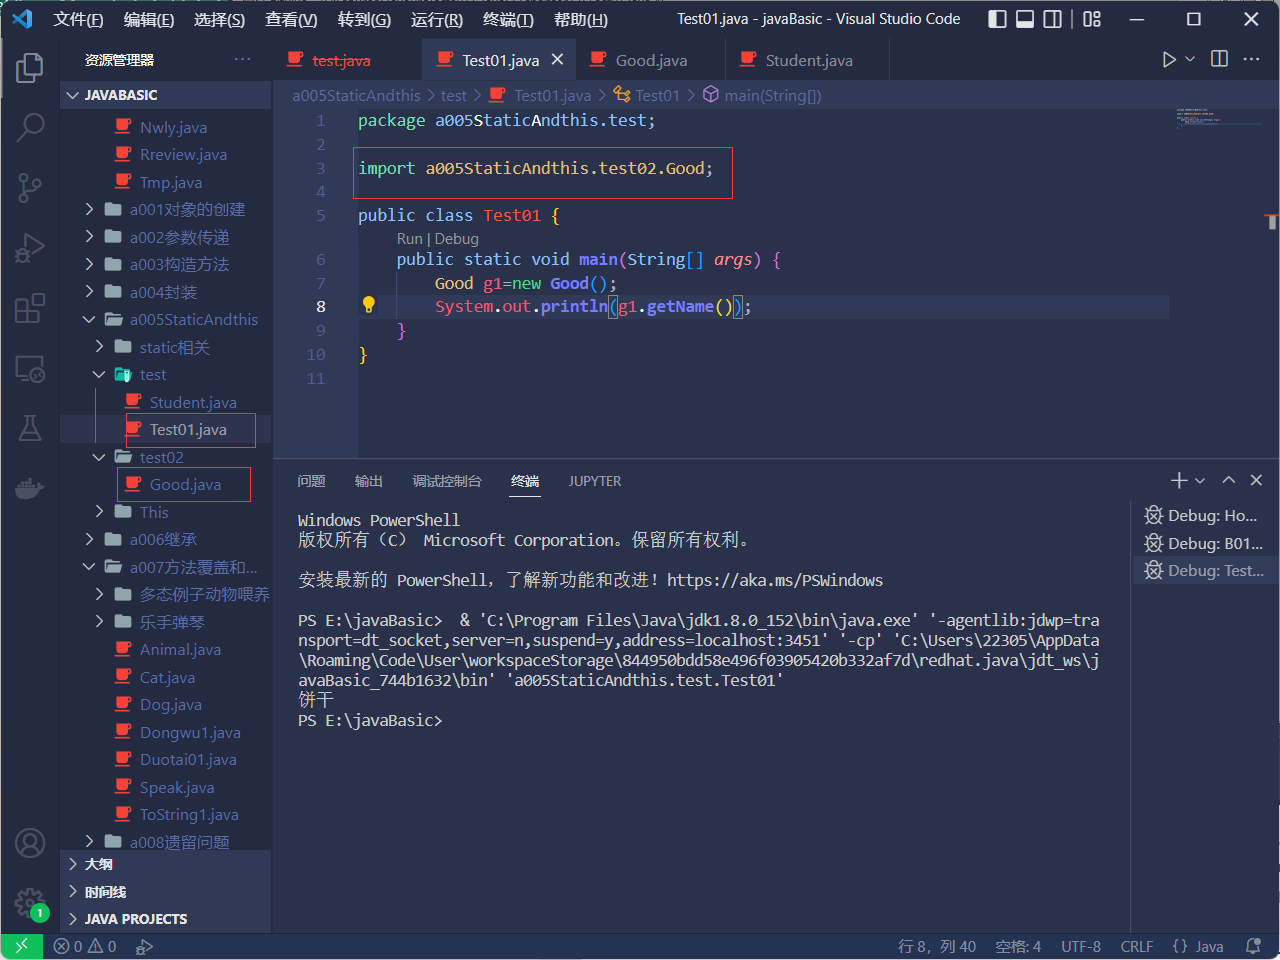 文件(F) 编辑(E) 选择(S) 查看(V) 转到(G) 运行(R) 终端(T) 帮助(H) Test01.java - javaBasic - Visual Studio Code
资源管理器
JAVABASIC
Nwly.java
Rreview.java
Tmp.java
a001对象的创建
a002参数传递
a003构造方法
a004封装
a005StaticAndthis
static相关
test
Student.java
Test01.java
test02
Good.java
This
a006继承
a007方法覆盖和...
多态例子动物喂养
乐手弹琴
Animal.java
Cat.java
Dog.java
Dongwu1.java
Duotai01.java
Speak.java
ToString1.java
a008遗留问题
大纲
时间线
JAVA PROJECTS
test.java Test01.java Good.java Student.java
a005StaticAndthis > test > Test01.java > Test01 > main(String[])
1 package a005StaticAndthis.test;
2
3 import a005StaticAndthis.test02.Good;
4
5 public class Test01 {
Run | Debug
6 public static void main(String[] args) {
7 Good g1=new Good();
8 System.out.println(g1.getName());
9 }
10 }
11
问题 输出 调试控制台 终端 JUPYTER
Windows PowerShell
版权所有（C） Microsoft Corporation。保留所有权利。
安装最新的 PowerShell，了解新功能和改进！https://aka.ms/PSWindows
PS E:\javaBasic>  & 'C:\Program Files\Java\jdk1.8.0_152\bin\java.exe' '-agentlib:jdwp=tra
nsport=dt_socket,server=n,suspend=y,address=localhost:3451' '-cp' 'C:\Users\22305\AppData
\Roaming\Code\User\workspaceStorage\844950bdd58e496f03905420b332af7d\redhat.java\jdt_ws\j
avaBasic_744b1632\bin' 'a005StaticAndthis.test.Test01'
饼干
PS E:\javaBasic>
Debug: Ho...
Debug: B01...
Debug: Test...
1
0 0 行 8，列 40 空格: 4 UTF-8 CRLF {} Java